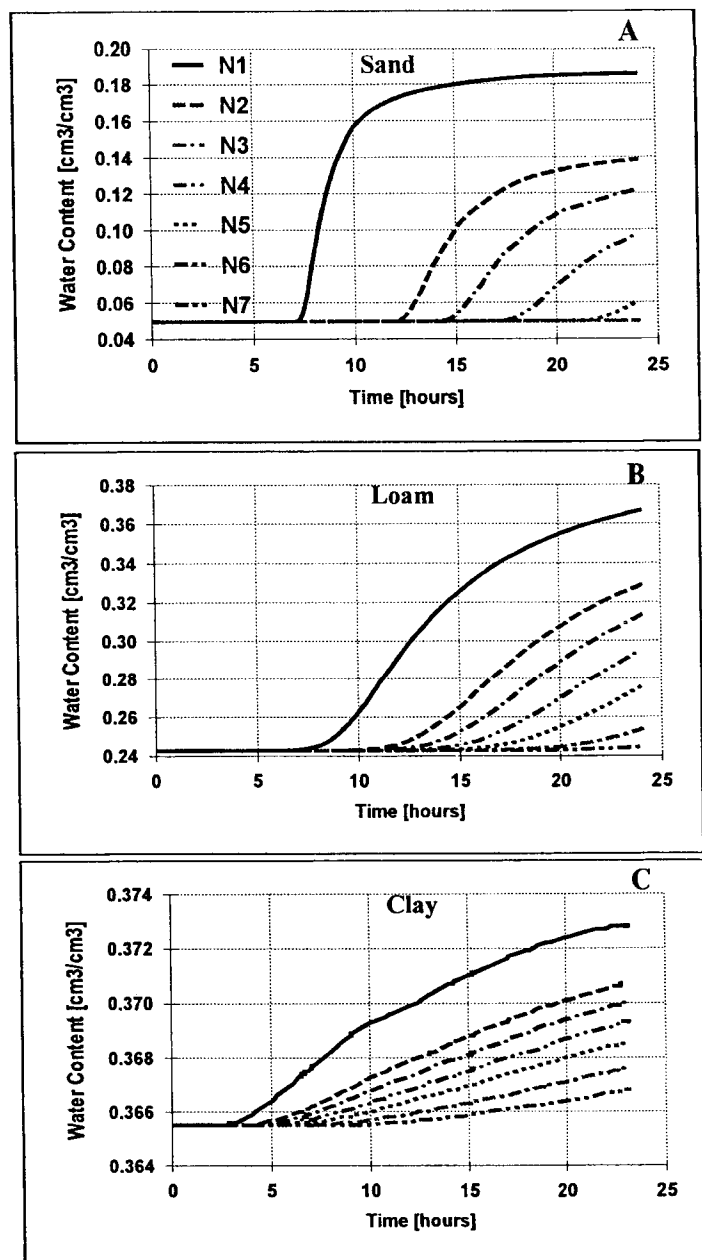 A
Sand
Water Content [cm3/cm3]
0.20
0.18
0.16
0.14
0.12
0.10
0.08
0.06
0.04
N1
N2
N3
N4
N5
N6
N7
0 5 10 15 20 25
Time [hours]
B
Loam
Water Content [cm3/cm3]
0.38
0.36
0.34
0.32
0.30
0.28
0.26
0.24
0 5 10 15 20 25
Time [hours]
C
Clay
Water Content [cm3/cm3]
0.374
0.372
0.370
0.368
0.366
0.364
0 5 10 15 20 25
Time [hours]